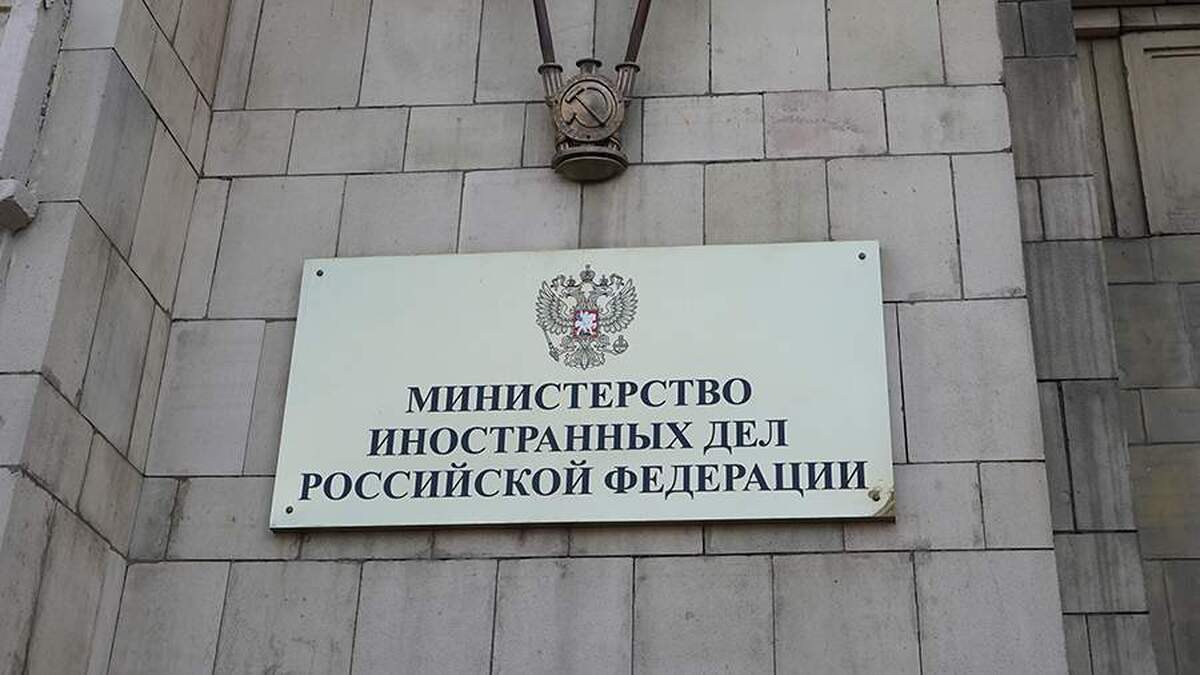 МИНИСТЕРСТВО
ИНОСТРАННЫХ ДЕЛ
РОССИЙСКОЙ ФЕДЕРАЦИИ